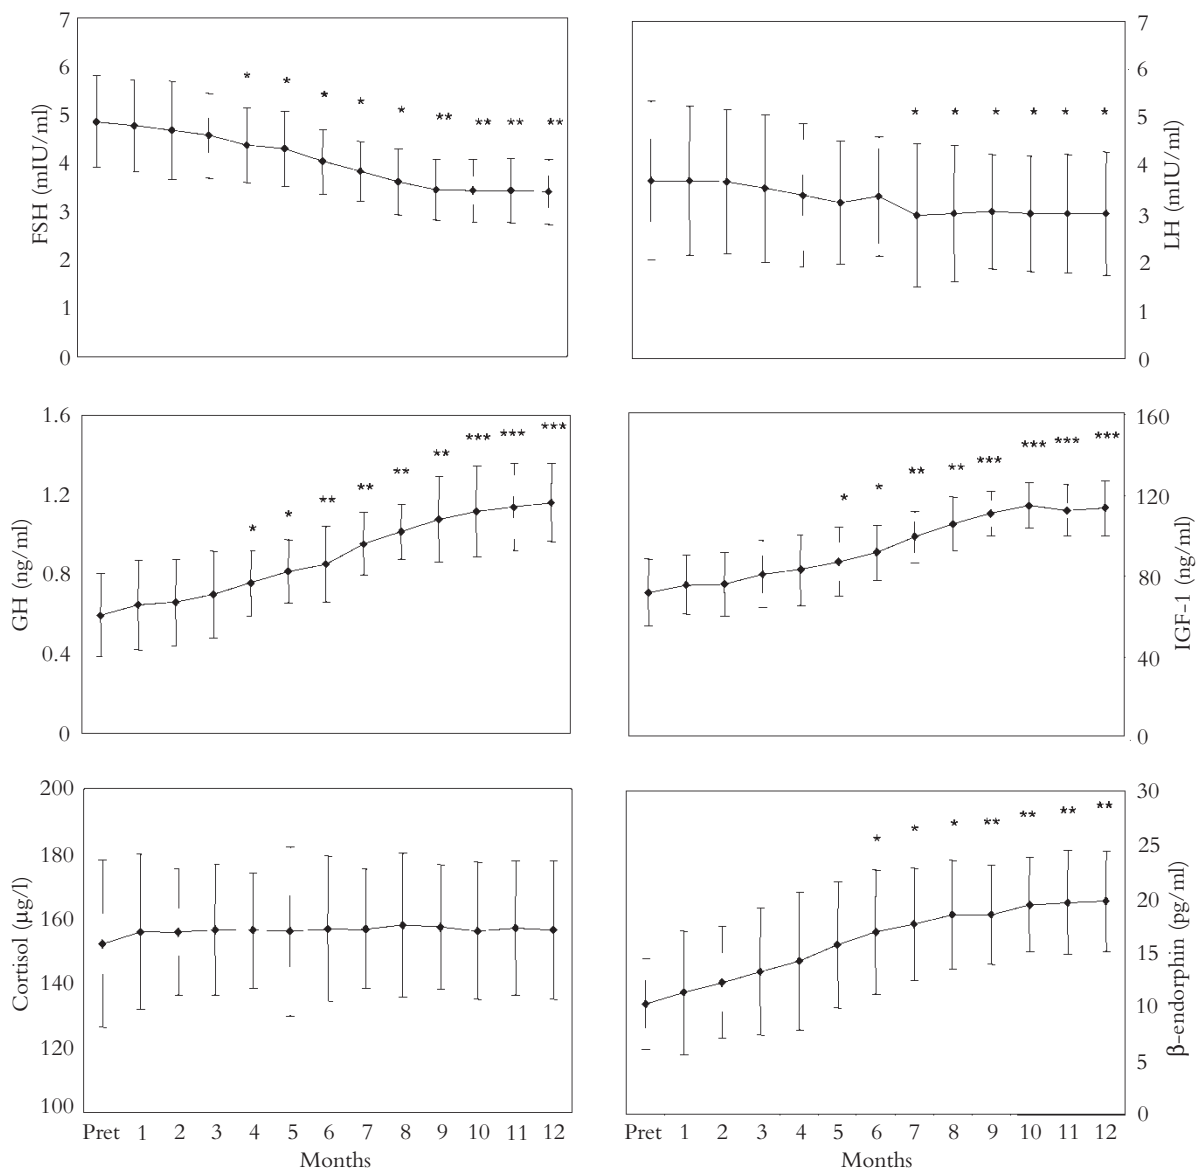 7
6
5
4
3
2
1
0
FSH (mIU/ml)
* * * * * ** ** ** **
7
6
5
4
3
2
1
0
LH (mIU/ml)
* * * * * *
1.6
1.2
0.8
0.4
0
GH (ng/ml)
* * ** ** ** ** *** *** ***
160
120
80
40
0
IGF-1 (ng/ml)
* * ** ** *** *** *** ***
200
180
160
140
120
100
Cortisol (μg/l)
Pret 1 2 3 4 5 6 7 8 9 10 11 12
Months
30
25
20
15
10
5
0
β-endorphin (pg/ml)
* * * ** ** ** **
Pret 1 2 3 4 5 6 7 8 9 10 11 12
Months